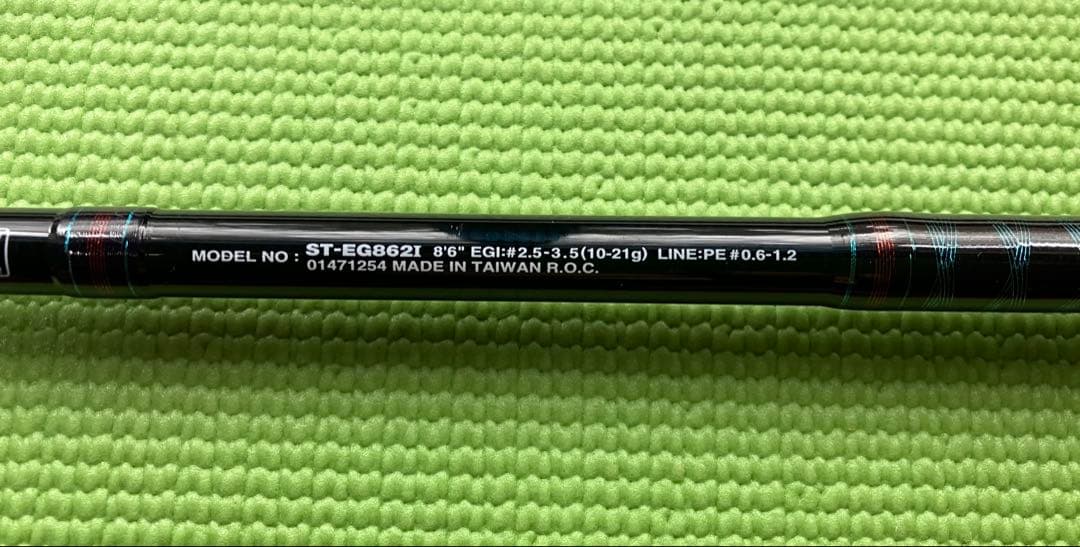 MODEL NO : ST-EG862I 8'6" EGI:#2.5-3.5(10-21g) LINE:PE #0.6-1.2
01471254 MADE IN TAIWAN R.O.C.